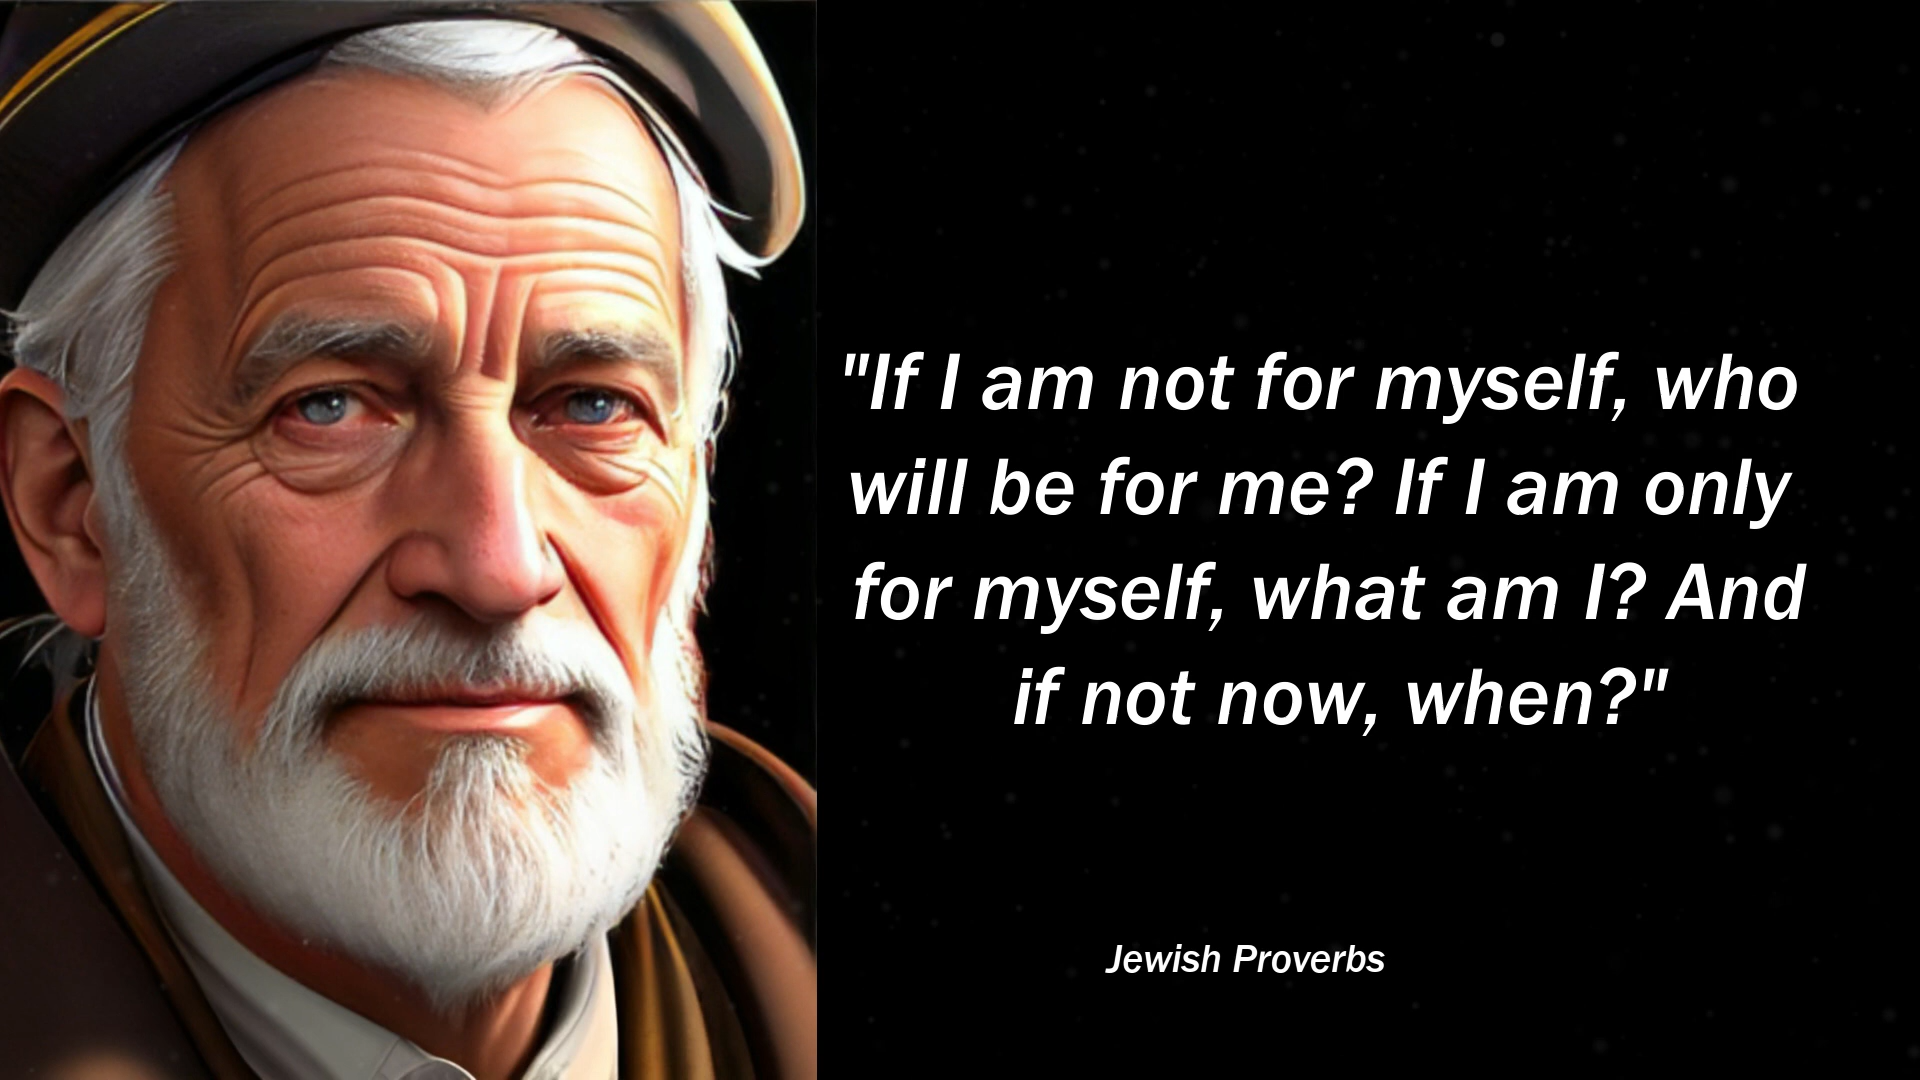 "If I am not for myself, who
will be for me? If I am only
for myself, what am I? And
if not now, when?"
Jewish Proverbs